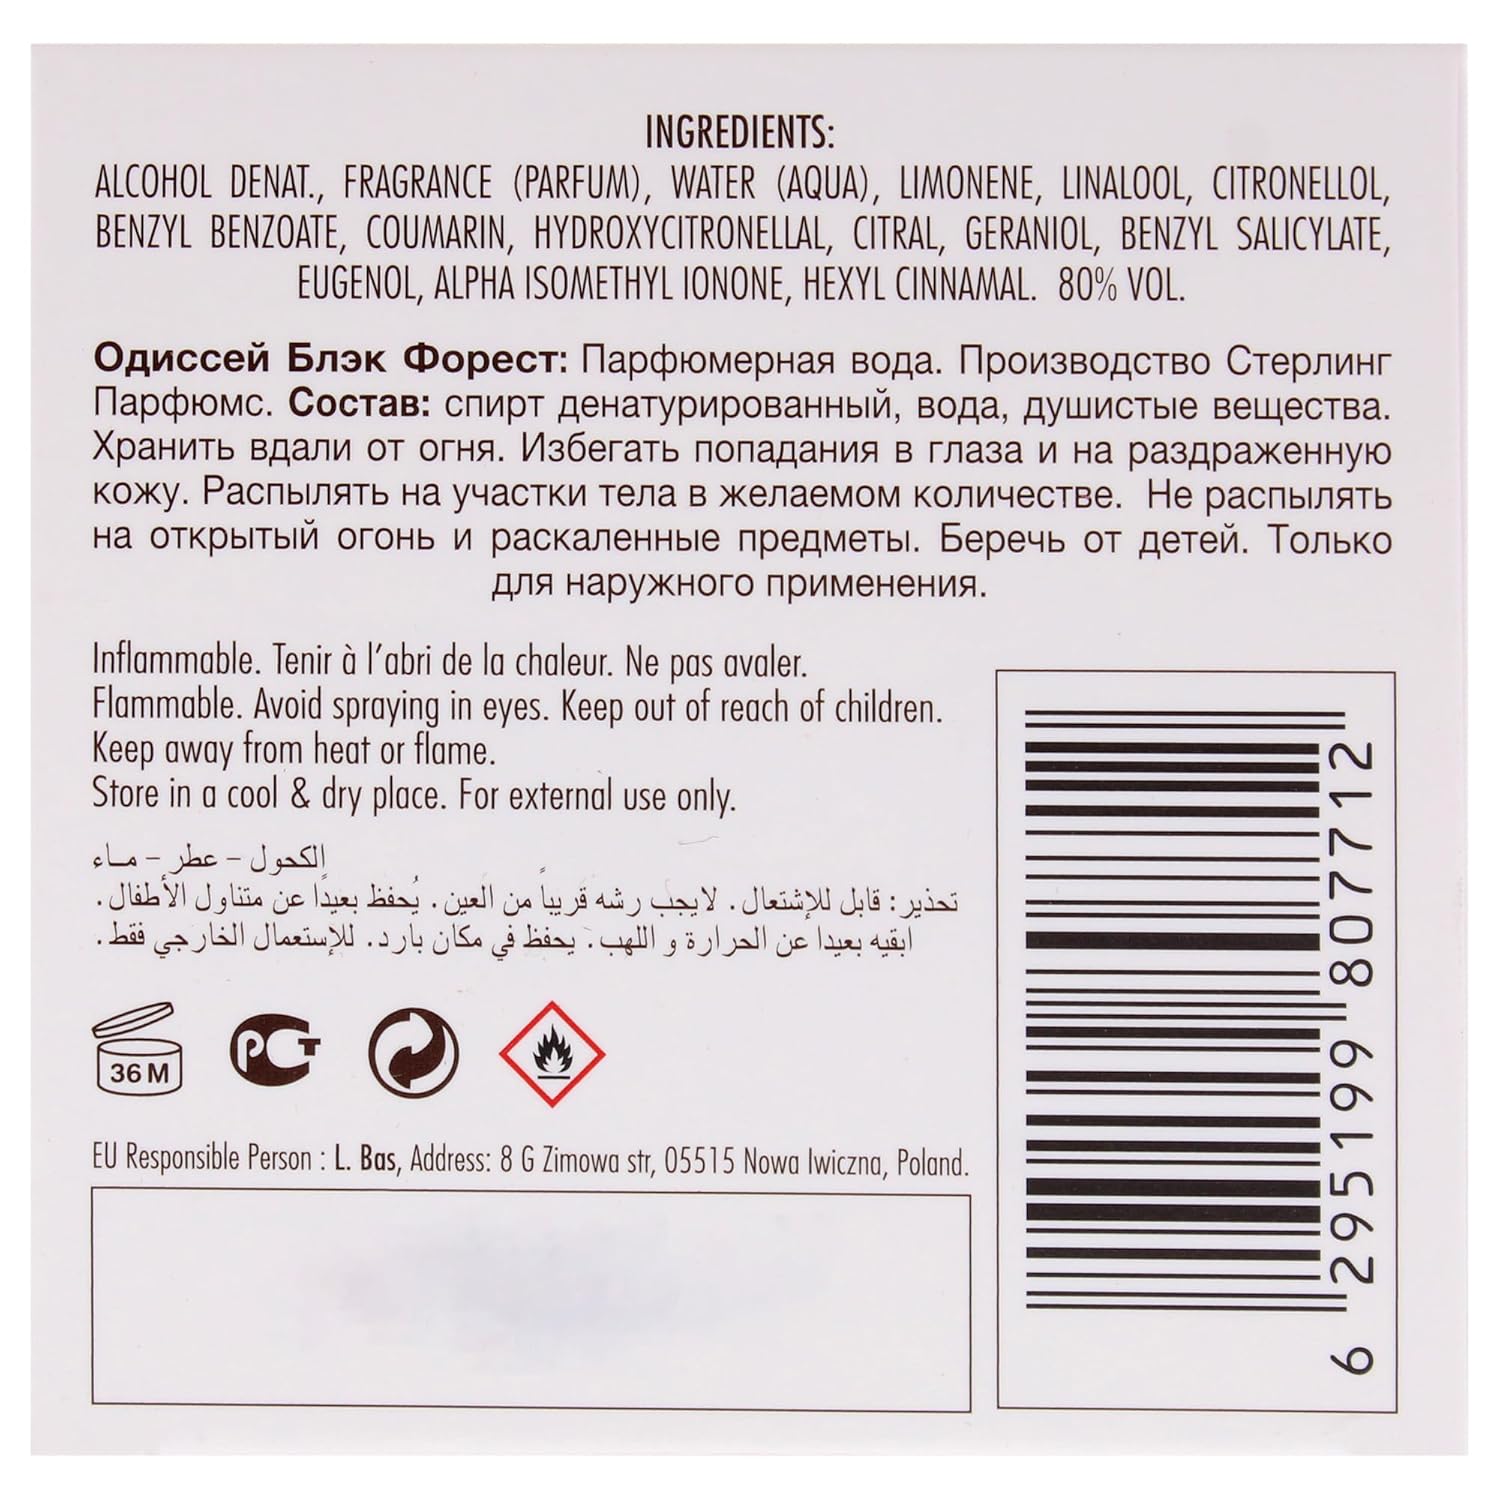 INGREDIENTS:
ALCOHOL DENAT., FRAGRANCE (PARFUM), WATER (AQUA), LIMONENE, LINALOOL, CITRONELLOL,
BENZYL BENZOATE, COUMARIN, HYDROXYCITRONELLAL, CITRAL, GERANIOL, BENZYL SALICYLATE,
EUGENOL, ALPHA ISOMETHYL IONONE, HEXYL CINNAMAL. 80% VOL.
Одиссей Блэк Форест: Парфюмерная вода. Производство Стерлинг
Парфюмс. Состав: спирт денатурированный, вода, душистые вещества.
Хранить вдали от огня. Избегать попадания в глаза и на раздраженную
кожу. Распылять на участки тела в желаемом количестве. Не распылять
на открытый огонь и раскаленные предметы. Беречь от детей. Только
для наружного применения.
Inflammable. Tenir à l'abri de la chaleur. Ne pas avaler.
Flammable. Avoid spraying in eyes. Keep out of reach of children.
Keep away from heat or flame.
Store in a cool & dry place. For external use only.
الكحول - عطر - مـاء
تحذير: قابل للإشتعال. لايجب رشه قريباً من العين. يُحفظ بعيدًا عن متناول الأطفال.
ابقيه بعيدا عن الحرارة و اللهب. يحفظ في مكان بارد. للإستعمال الخارجي فقط.
36 M
РСТ
EU Responsible Person : L. Bas, Address: 8 G Zimowa str, 05515 Nowa Iwiczna, Poland.
6 295199 807712